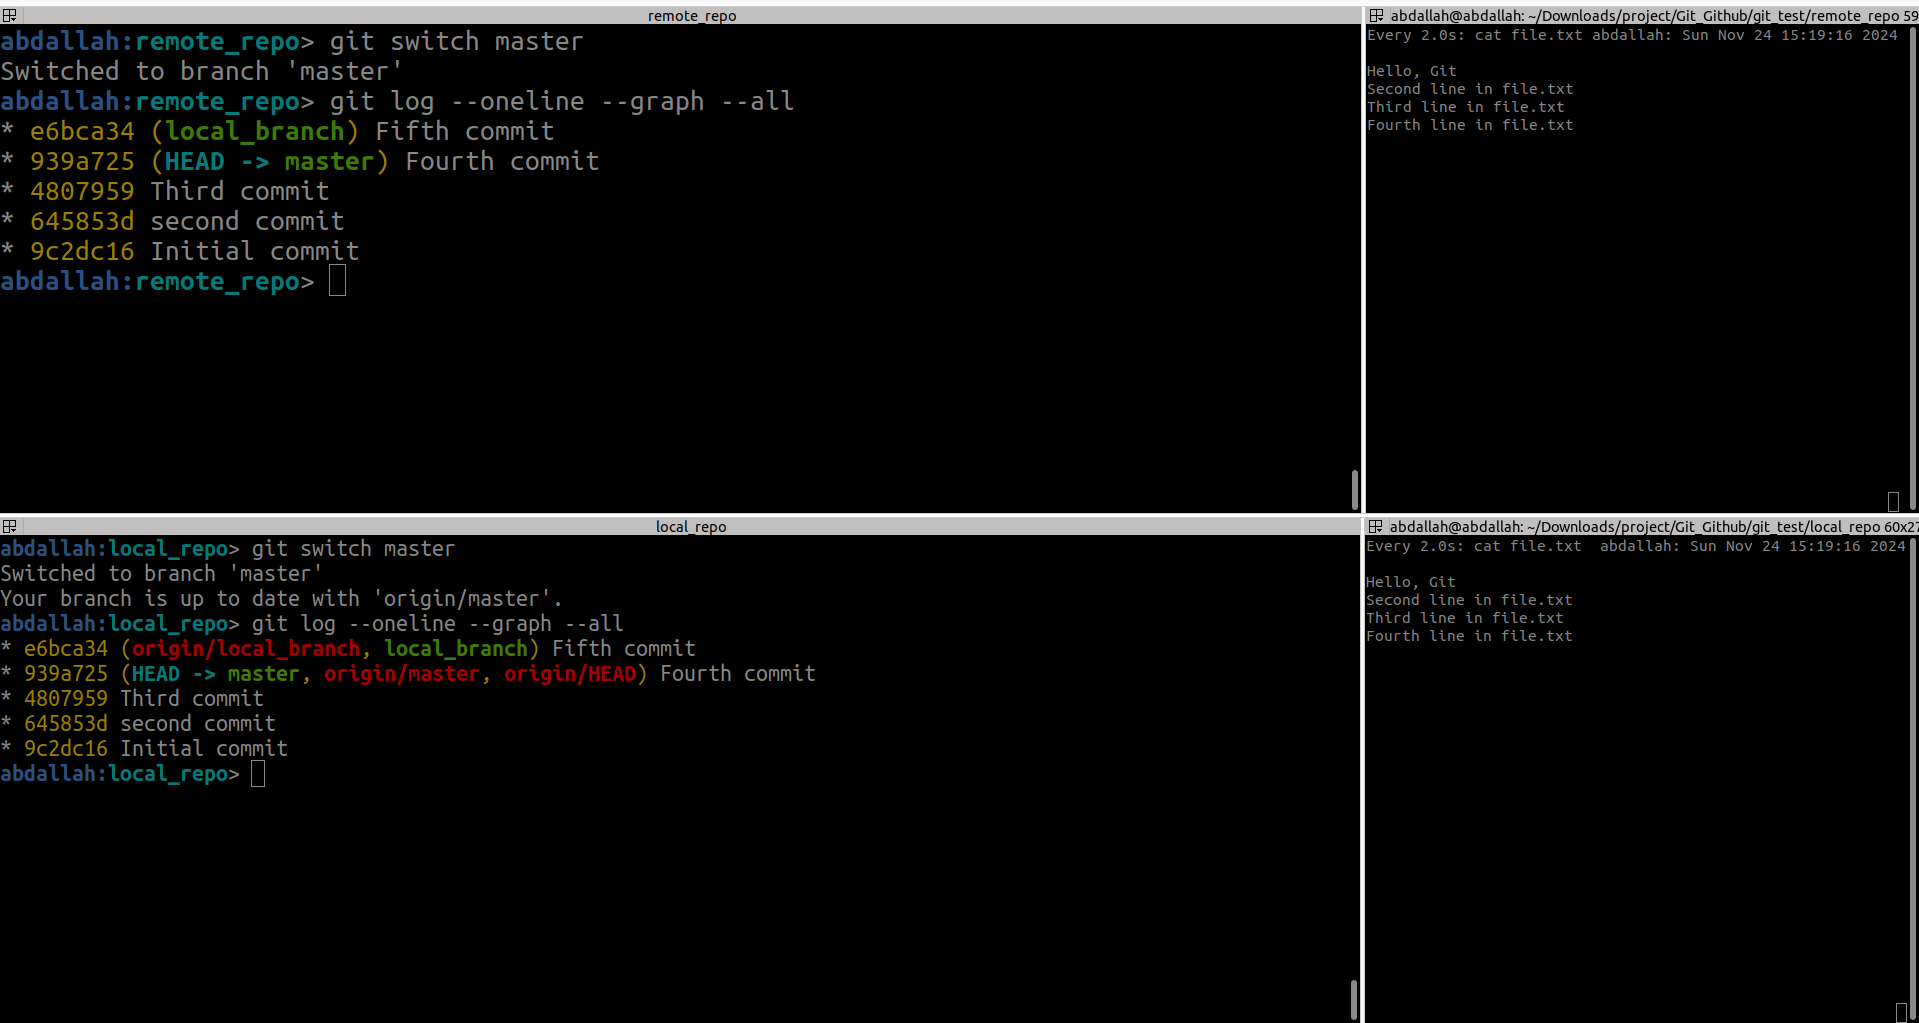 remote_repo
abdallah:remote_repo> git switch master
Switched to branch 'master'
abdallah:remote_repo> git log --oneline --graph --all
* e6bca34 (local_branch) Fifth commit
* 939a725 (HEAD -> master) Fourth commit
* 4807959 Third commit
* 645853d second commit
* 9c2dc16 Initial commit
abdallah:remote_repo>
abdallah@abdallah: ~/Downloads/project/Git_Github/git_test/remote_repo 59
Every 2.0s: cat file.txt abdallah: Sun Nov 24 15:19:16 2024
Hello, Git
Second line in file.txt
Third line in file.txt
Fourth line in file.txt
local_repo
abdallah:local_repo> git switch master
Switched to branch 'master'
Your branch is up to date with 'origin/master'.
abdallah:local_repo> git log --oneline --graph --all
* e6bca34 (origin/local_branch, local_branch) Fifth commit
* 939a725 (HEAD -> master, origin/master, origin/HEAD) Fourth commit
* 4807959 Third commit
* 645853d second commit
* 9c2dc16 Initial commit
abdallah:local_repo>
abdallah@abdallah: ~/Downloads/project/Git_Github/git_test/local_repo 60x27
Every 2.0s: cat file.txt  abdallah: Sun Nov 24 15:19:16 2024
Hello, Git
Second line in file.txt
Third line in file.txt
Fourth line in file.txt